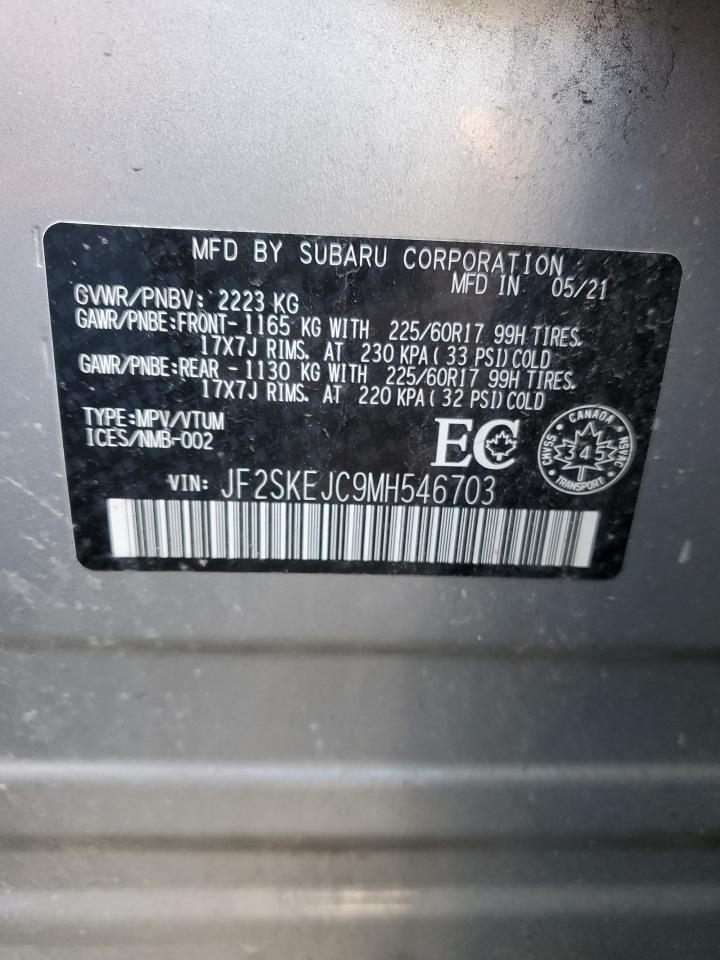 MFD BY SUBARU CORPORATION
MFD IN 05/21
GVWR/PNBV: 2223 KG
GAWR/PNBE:FRONT- 1165 KG WITH 225/60R17 99H TIRES.
17X7J RIMS. AT 230 KPA( 33 PSI)COLD
GAWR/PNBE:REAR - 1130 KG WITH 225/60R17 99H TIRES.
17X7J RIMS. AT 220 KPA( 32 PSI)COLD
TYPE:MPV/VTUM
ICES/NMB-002
EC
CANADA
CMVSS
345
NSVAC
TRANSPORT
VIN: JF2SKEJC9MH546703